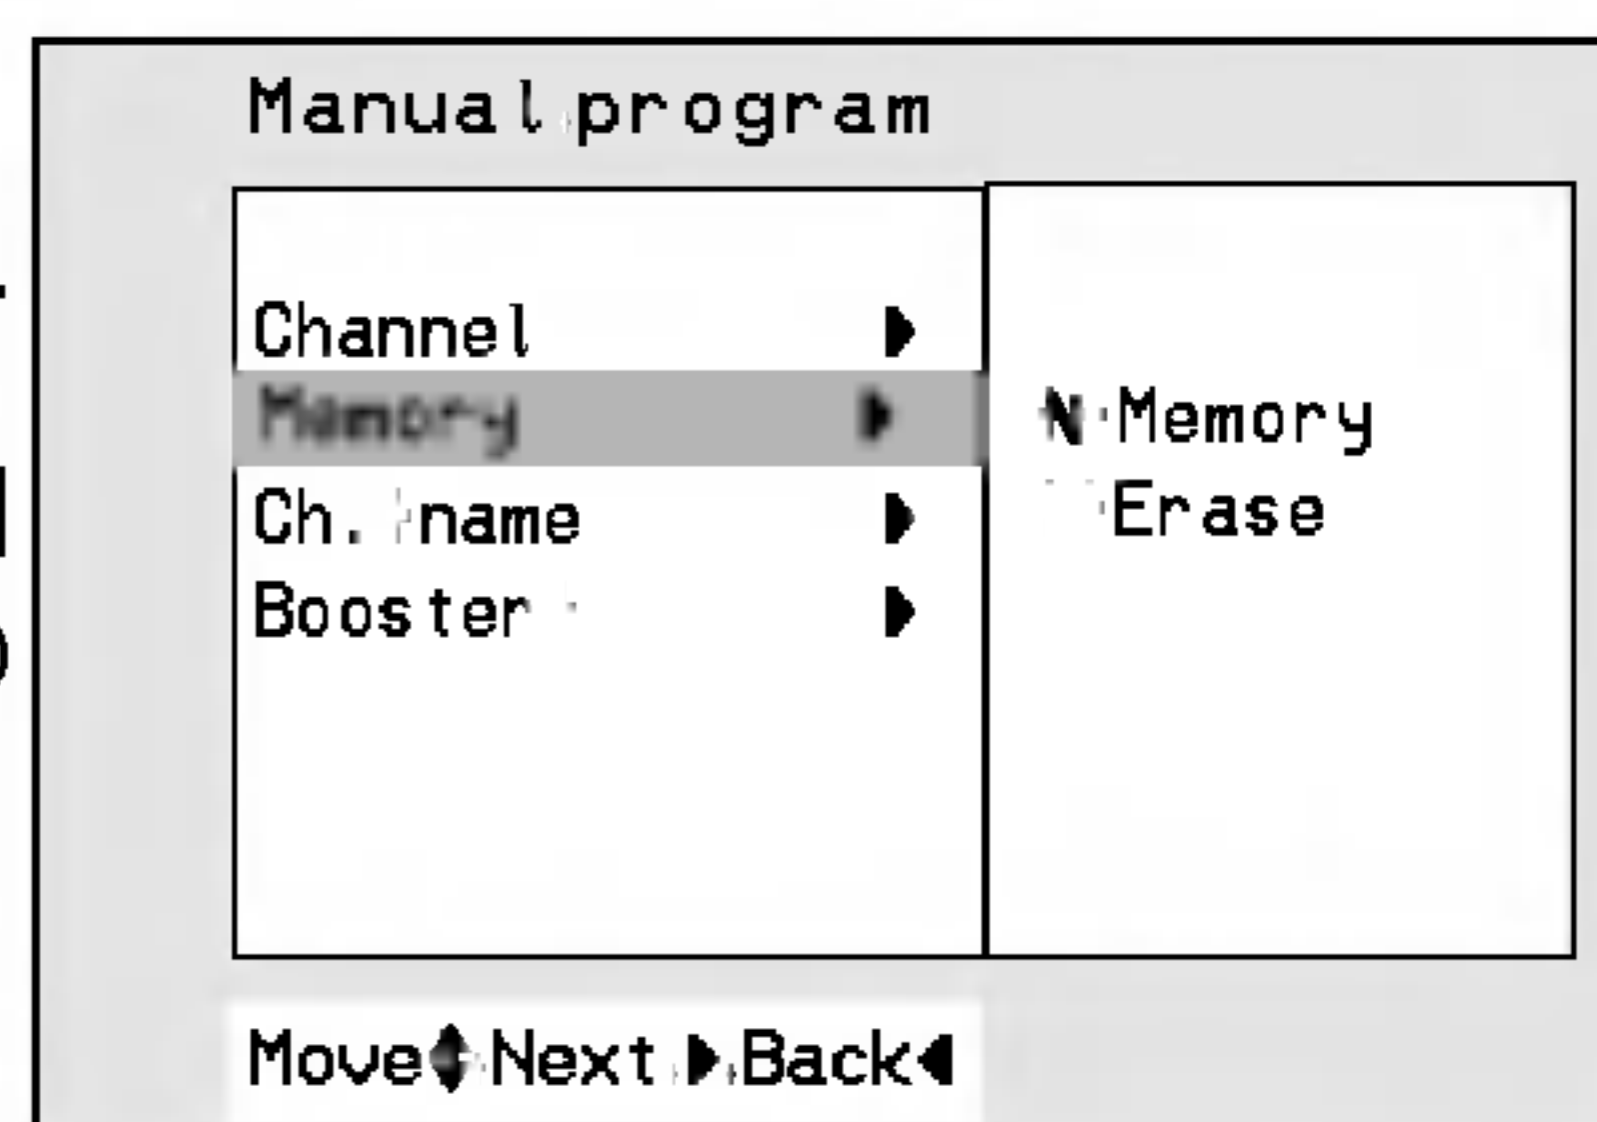 Manual program
Channel ▶
Memory ▶ Memory
Ch. name ▶ Erase
Booster ▶
Move Next ▶ Back ◀